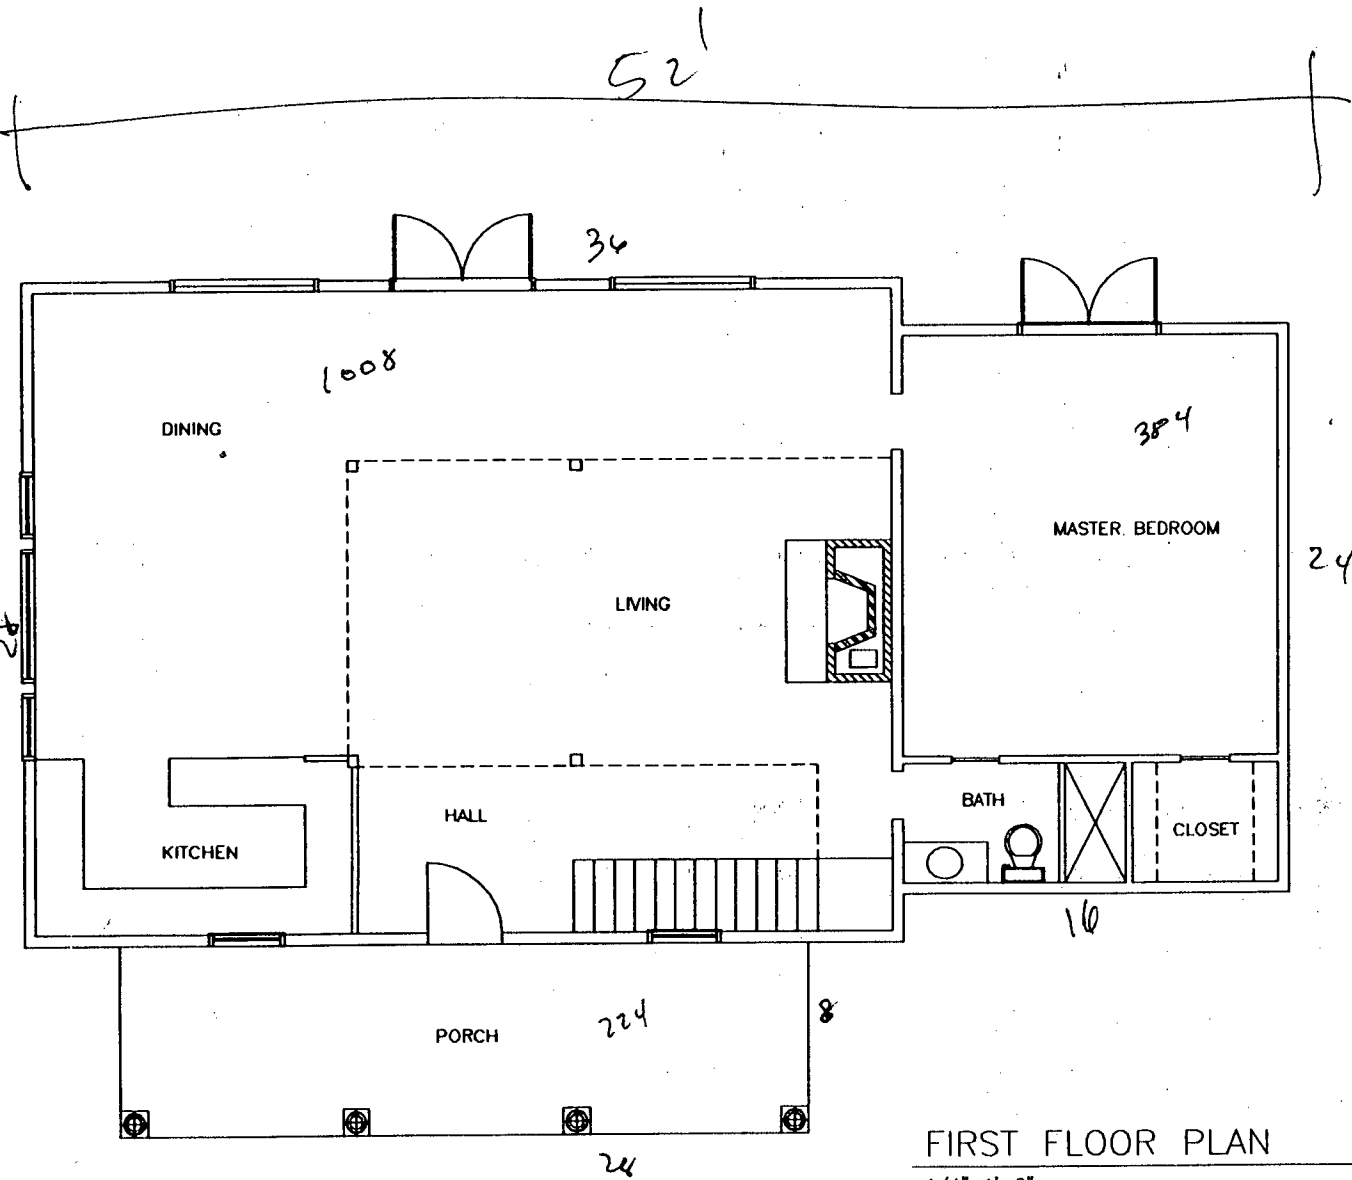 52'
36
1008
DINING
384
MASTER. BEDROOM
24
LIVING
28
HALL
BATH
CLOSET
KITCHEN
16
PORCH
224
8
28
FIRST FLOOR PLAN